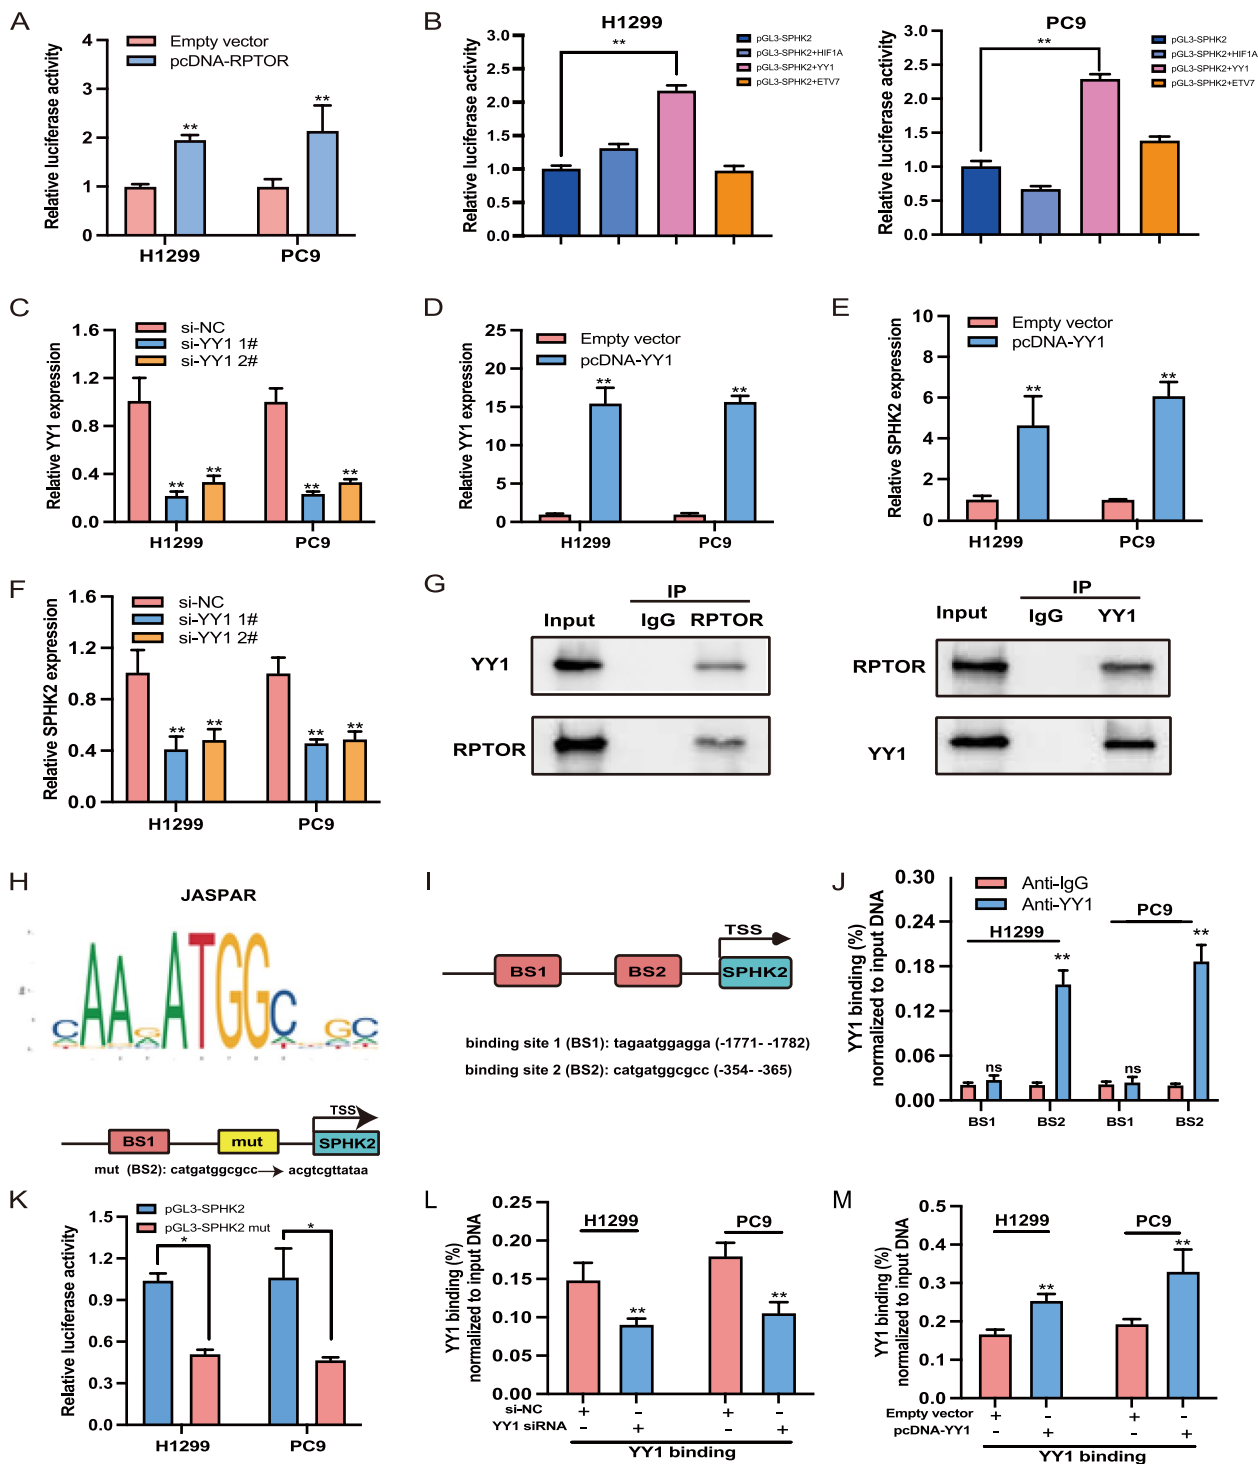 A
Relative luciferase activity
4
3
2
1
0
Empty vector
pcDNA-RPTOR
**
**
H1299
PC9
B
H1299
Relative luciferase activity
3.0
2.5
2.0
1.5
1.0
0.5
0.0
**
pGL3-SPHK2
pGL3-SPHK2+HIF1A
pGL3-SPHK2+YY1
pGL3-SPHK2+ETV7
PC9
Relative luciferase activity
3.0
2.5
2.0
1.5
1.0
0.5
0.0
**
pGL3-SPHK2
pGL3-SPHK2+HIF1A
pGL3-SPHK2+YY1
pGL3-SPHK2+ETV7
C
Relative YY1 expression
1.6
1.2
0.8
0.4
0.0
si-NC
si-YY1 1#
si-YY1 2#
** **
** **
H1299
PC9
D
Relative YY1 expression
25
20
15
10
5
0
Empty vector
pcDNA-YY1
**
**
H1299
PC9
E
Relative SPHK2 expression
10
8
6
4
2
0
Empty vector
pcDNA-YY1
**
**
H1299
PC9
F
Relative SPHK2 expression
1.6
1.2
0.8
0.4
0.0
si-NC
si-YY1 1#
si-YY1 2#
** **
** **
H1299
PC9
G
IP
Input IgG RPTOR
YY1
RPTOR
IP
Input IgG YY1
RPTOR
YY1
H
JASPAR
TSS
BS1 mut SPHK2
mut (BS2): catgatggcgcc → acgtcgttataa
I
TSS
BS1 BS2 SPHK2
binding site 1 (BS1): tagaatggagga (-1771- -1782)
binding site 2 (BS2): catgatggcgcc (-354- -365)
J
YY1 binding (%)
normalized to input DNA
0.30
0.24
0.18
0.12
0.06
0.00
Anti-IgG
Anti-YY1
H1299
PC9
ns
**
ns
**
BS1 BS2 BS1 BS2
K
Relative luciferase activity
1.5
1.2
0.9
0.6
0.3
0.0
pGL3-SPHK2
pGL3-SPHK2 mut
*
*
H1299
PC9
L
YY1 binding (%)
normalized to input DNA
0.25
0.20
0.15
0.10
0.05
0.00
H1299
PC9
**
**
si-NC + - + -
YY1 siRNA - + - +
YY1 binding
M
YY1 binding (%)
normalized to input DNA
0.5
0.4
0.3
0.2
0.1
0.0
H1299
PC9
**
**
Empty vector + - + -
pcDNA-YY1 - + - +
YY1 binding